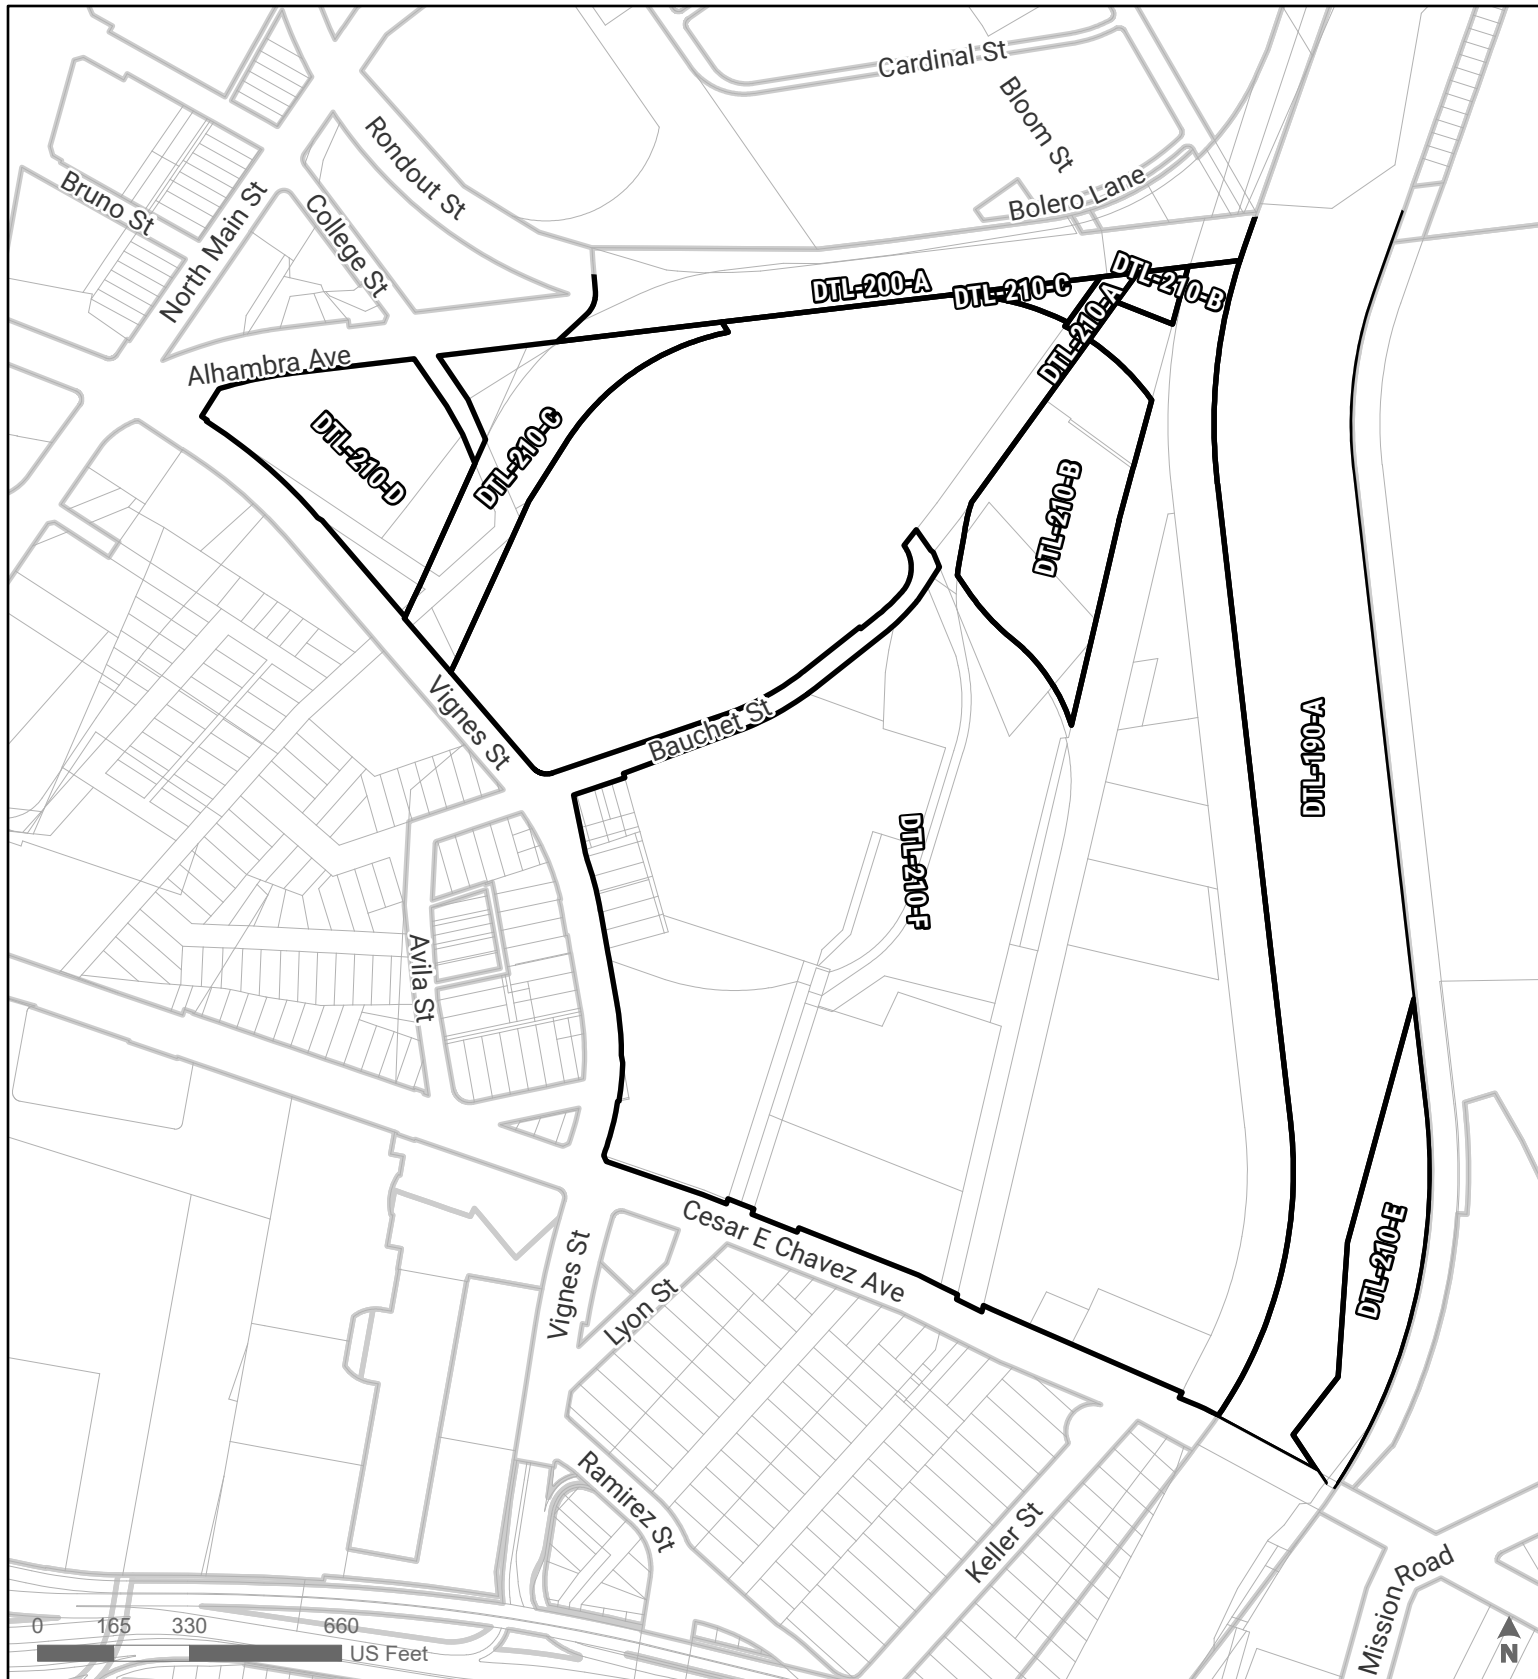 Cardinal St
Bloom St
Rondout St
Bruno St
Bolero Lane
North Main St
College St
DTL-200-A
DTL-210-C
DTL-210-B
DTL-210-A
Alhambra Ave
DTL-210-D
DTL-210-C
DTL-210-B
Vignes St
Bauchet St
DTL-190-A
DTL-210-F
Avila St
Cesar E Chavez Ave
DTL-210-E
Vignes St
Lyon St
Ramirez St
Keller St
Mission Road
0 165 330 660
US Feet
N